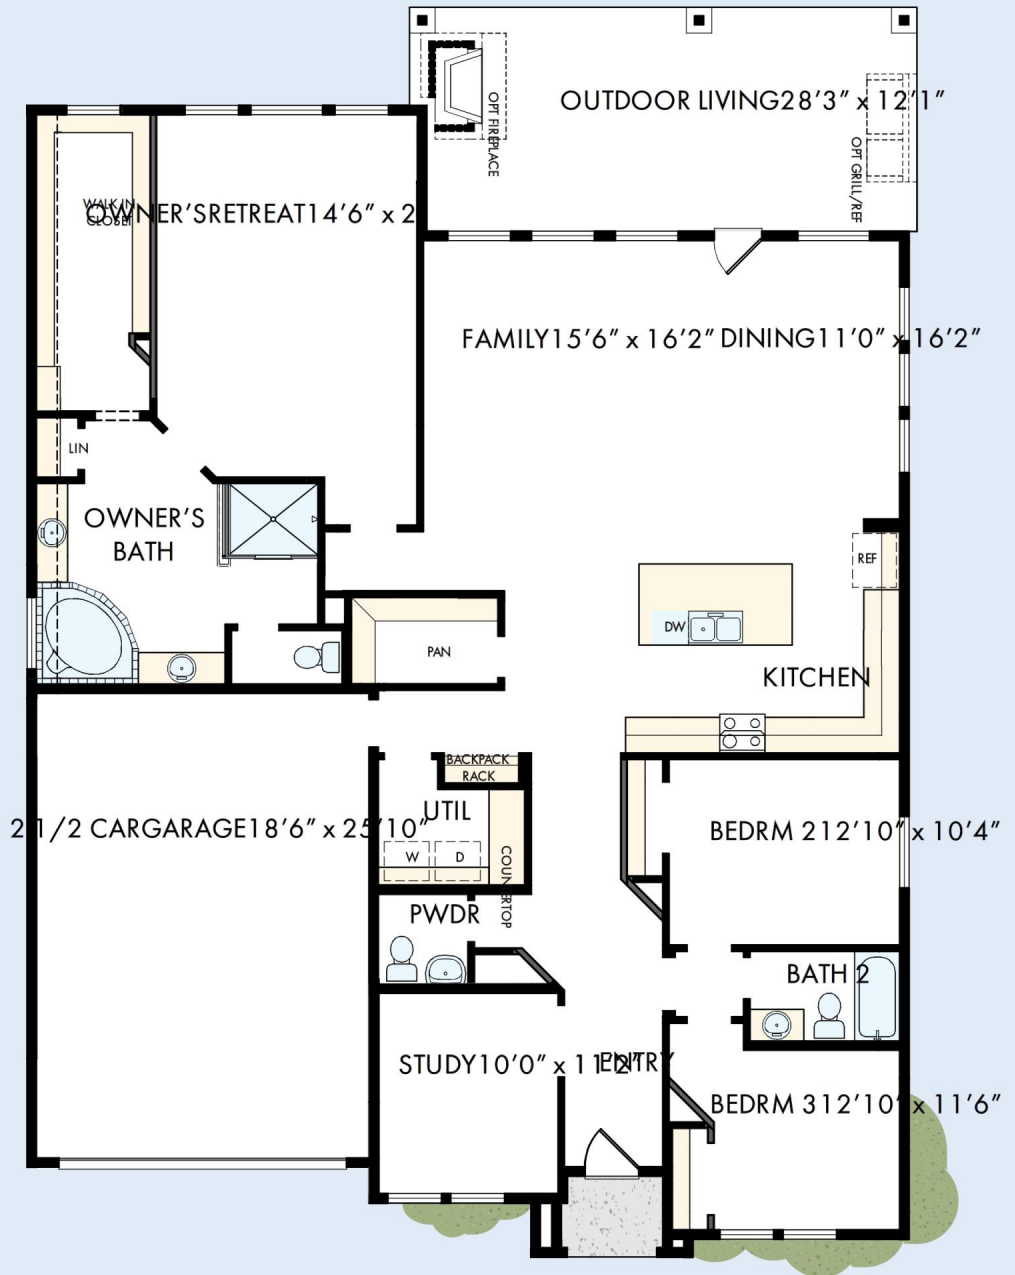 OUTDOOR LIVING28'3" x 12'1"
OPT FIREPLACE
OPT GRILL/REF
WALK IN
CLOSET
OWNER'SRETREAT14'6" x 2
FAMILY15'6" x 16'2" DINING11'0" x 16'2"
LIN
OWNER'S
BATH
REF
DW
PAN
KITCHEN
BACKPACK
RACK
UTIL
2 1/2 CARGARAGE18'6" x 25'10"
BEDRM 212'10" x 10'4"
W
D
COUNTERTOP
PWDR
BATH 2
STUDY10'0" x 11'2"
ENTRY
BEDRM 312'10" x 11'6"